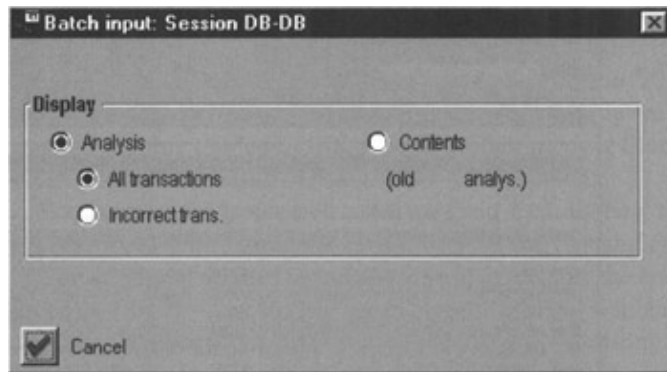 Batch input: Session DB-DB
Display
Analysis
Contents
All transactions
(old analys.)
Incorrect trans.
Cancel